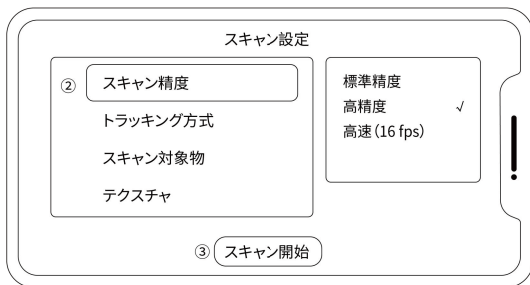 スキャン設定
② スキャン精度
トラッキング方式
スキャン対象物
テクスチャ
標準精度
高精度 √
高速(16 fps)
③ スキャン開始